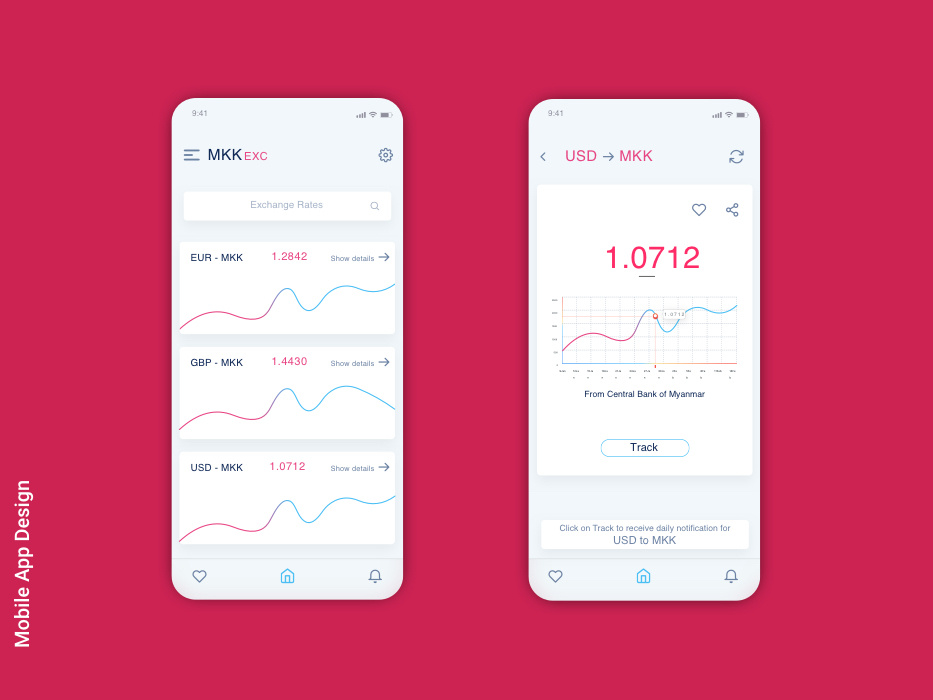 9:41
MKK EXC
Exchange Rates
EUR - MKK 1.2842 Show details
GBP - MKK 1.4430 Show details
USD - MKK 1.0712 Show details
9:41
USD → MKK
1.0712
1.0712
From Central Bank of Myanmar
Track
Click on Track to receive daily notification for
USD to MKK
Mobile App Design